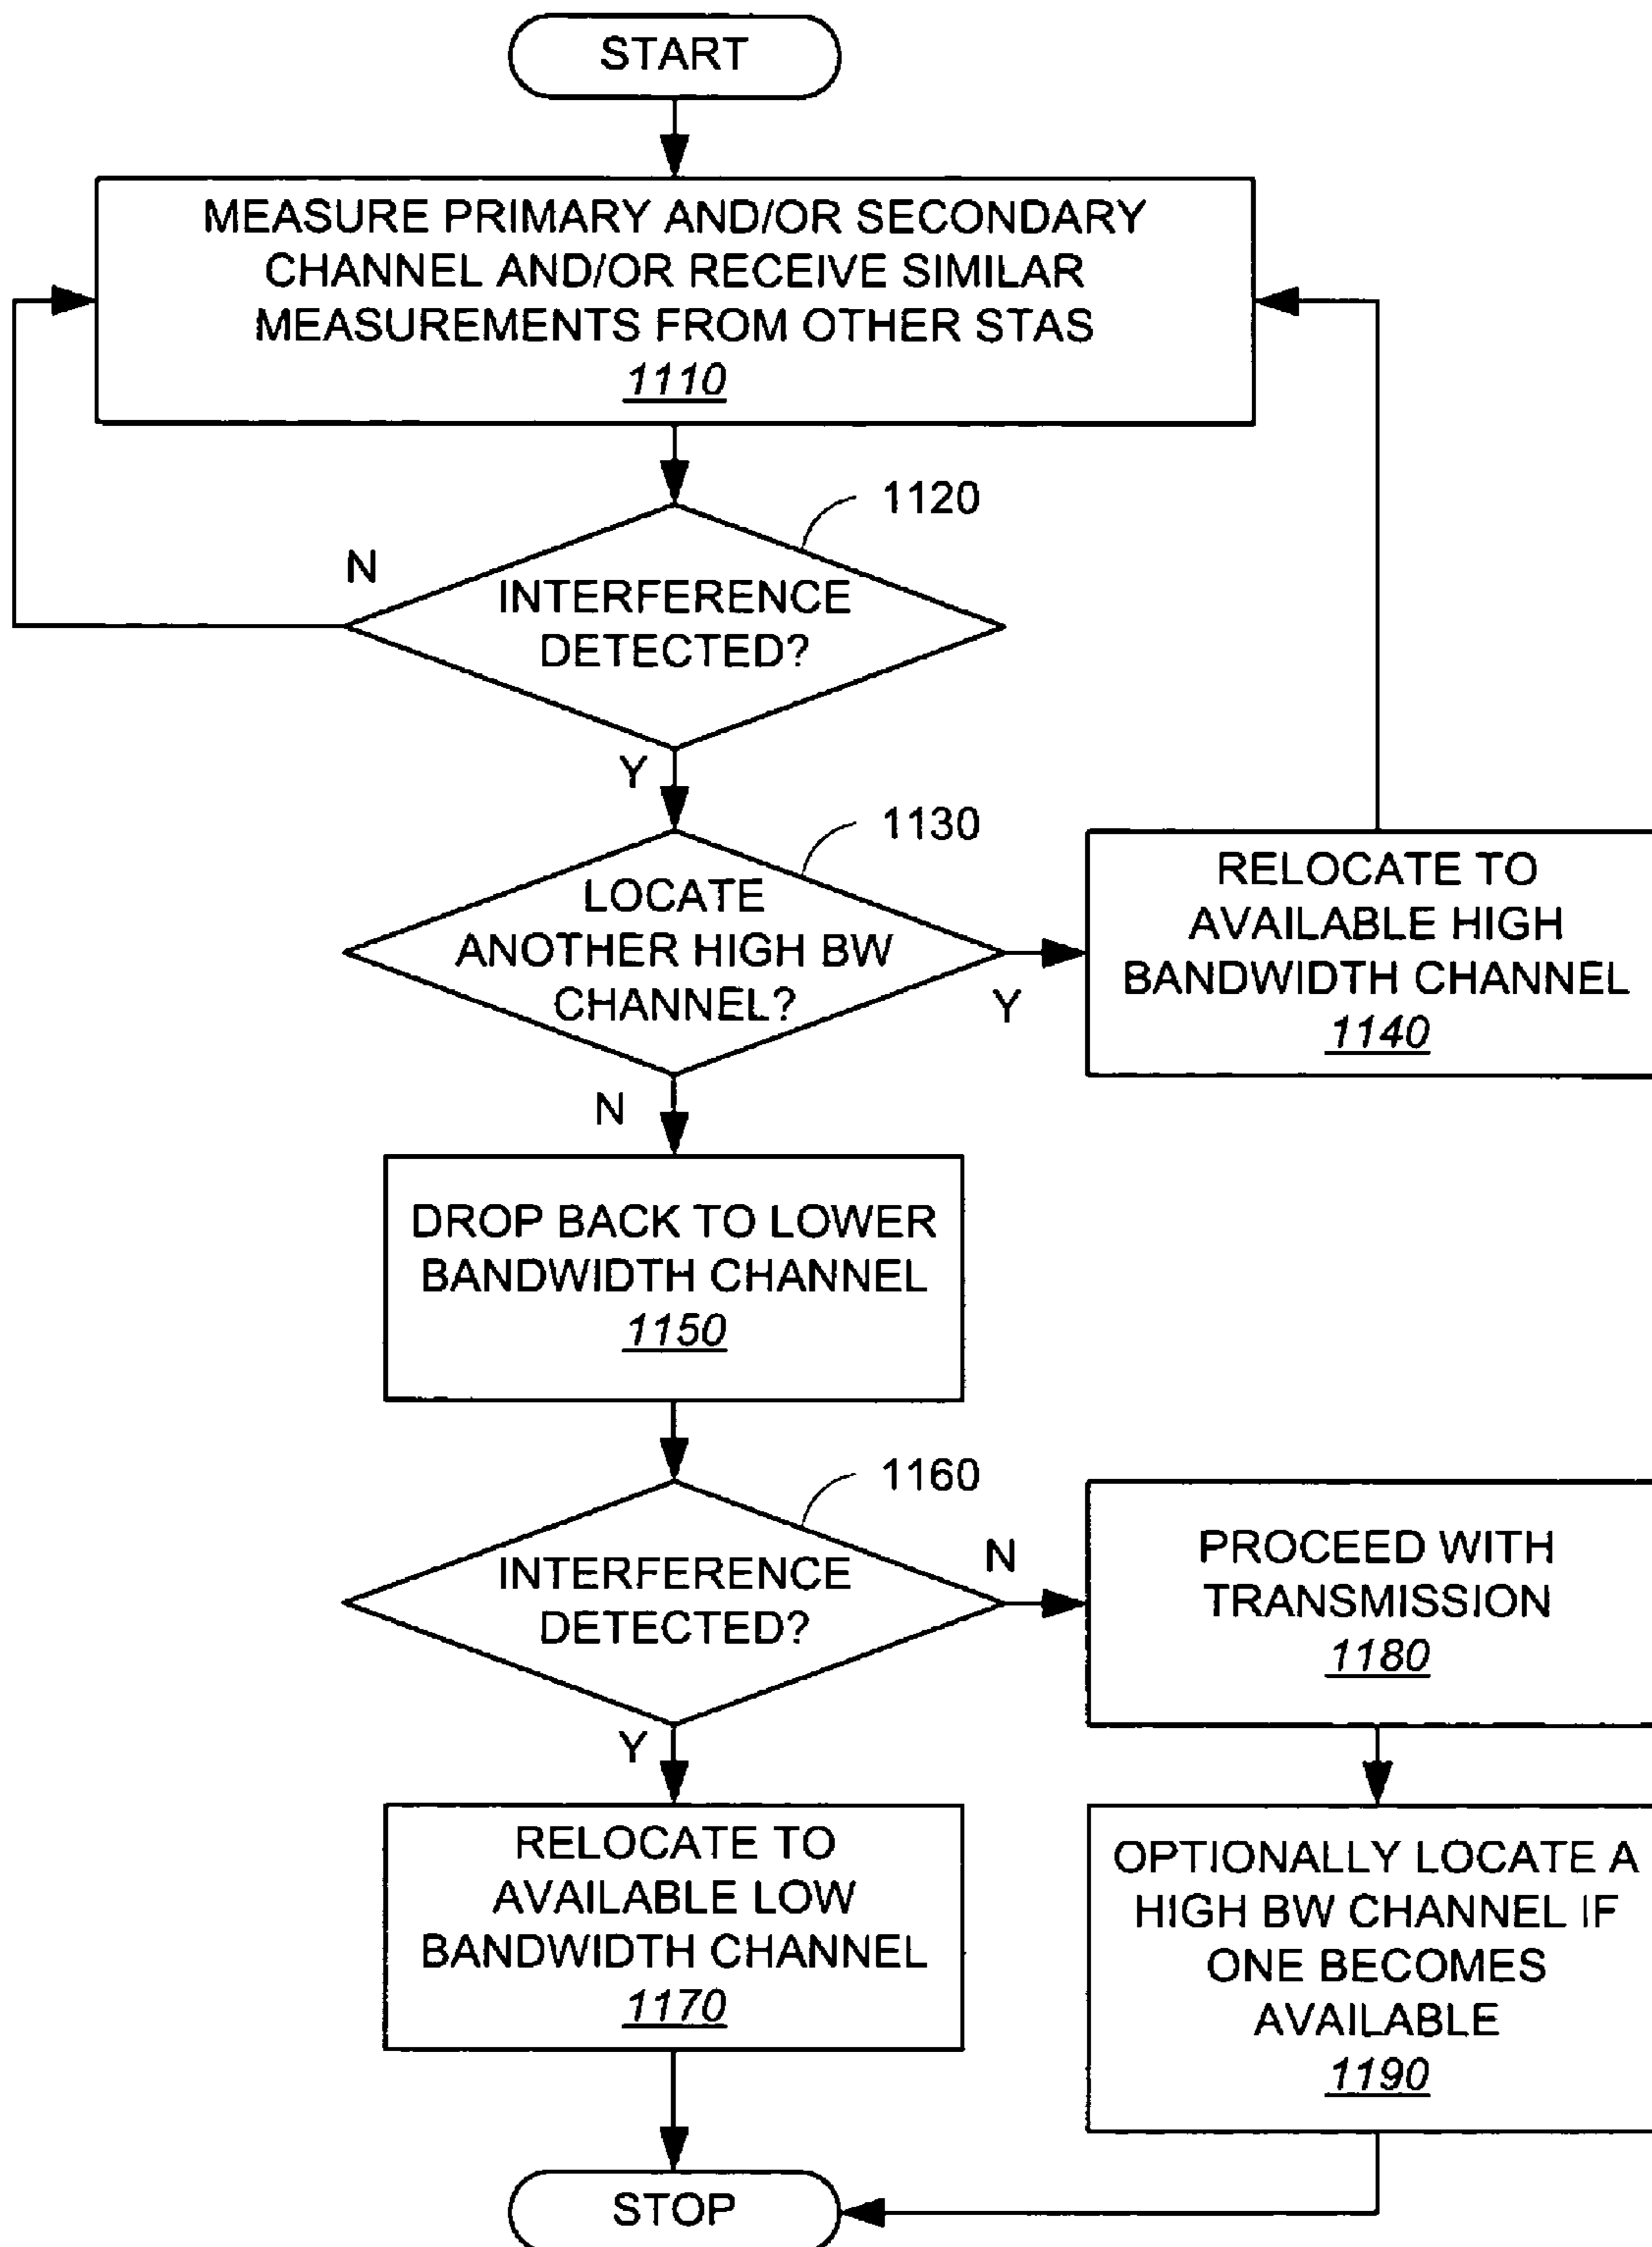 START
MEASURE PRIMARY AND/OR SECONDARY
CHANNEL AND/OR RECEIVE SIMILAR
MEASUREMENTS FROM OTHER STAS
1110
1120
N
INTERFERENCE
DETECTED?
Y
1130
LOCATE
ANOTHER HIGH BW
CHANNEL?
Y
RELOCATE TO
AVAILABLE HIGH
BANDWIDTH CHANNEL
1140
N
DROP BACK TO LOWER
BANDWIDTH CHANNEL
1150
1160
INTERFERENCE
DETECTED?
N
PROCEED WITH
TRANSMISSION
1180
Y
RELOCATE TO
AVAILABLE LOW
BANDWIDTH CHANNEL
1170
OPTIONALLY LOCATE A
HIGH BW CHANNEL IF
ONE BECOMES
AVAILABLE
1190
STOP